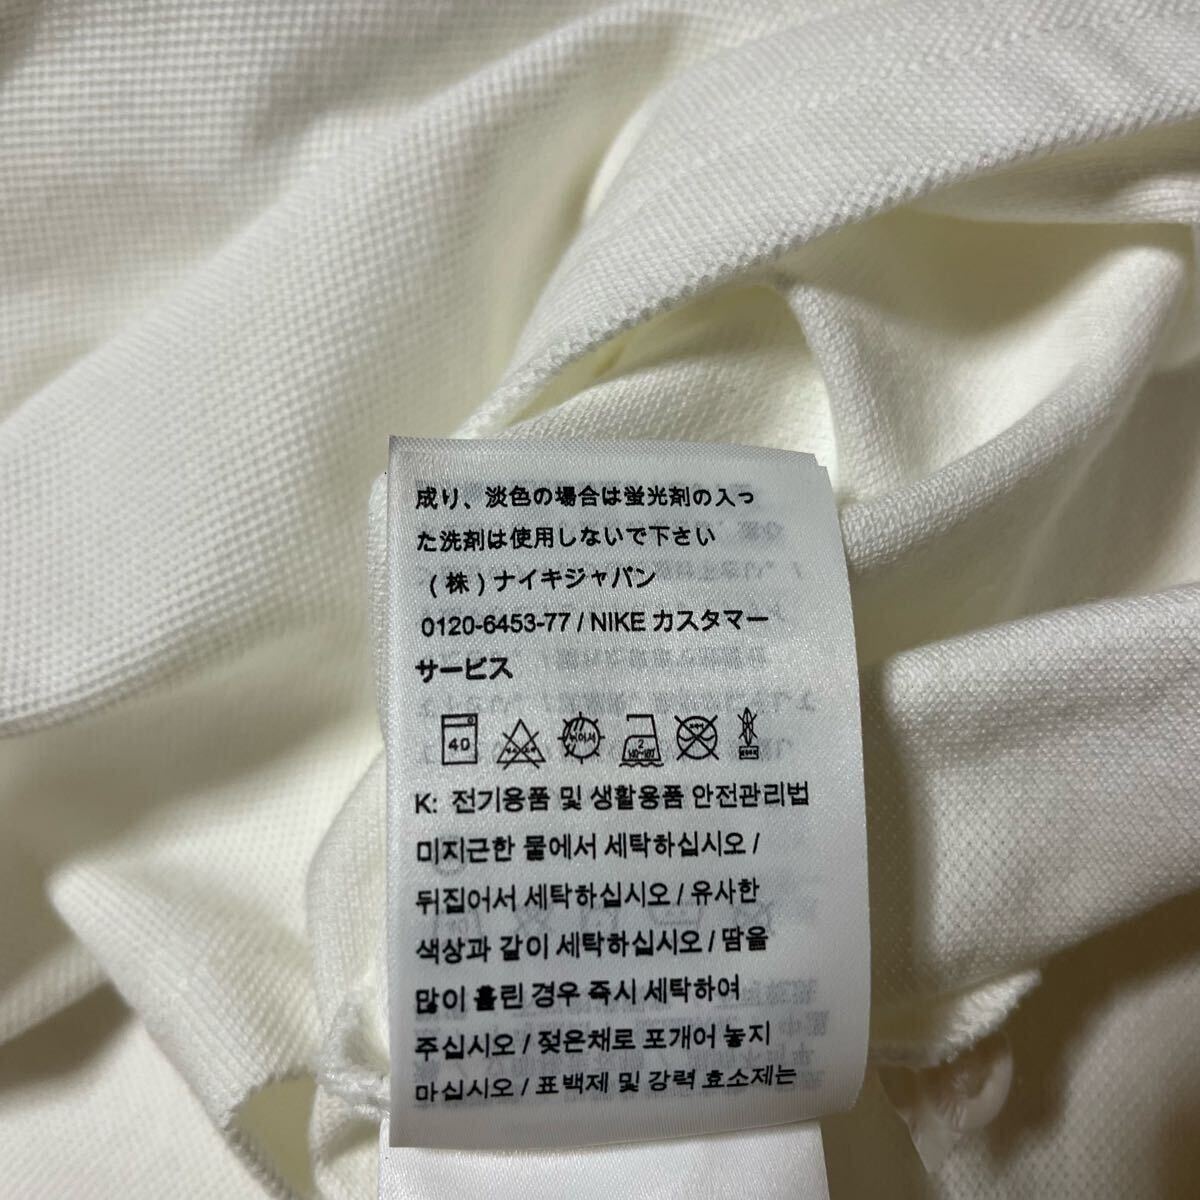 成り、淡色の場合は蛍光剤の入っ
た洗剤は使用しないで下さい
(株)ナイキジャパン
0120-6453-77 / NIKE カスタマー
サービス
40
2
K: 전기용품 및 생활용품 안전관리법
미지근한 물에서 세탁하십시오 /
뒤집어서 세탁하십시오 / 유사한
색상과 같이 세탁하십시오 / 땀을
많이 흘린 경우 즉시 세탁하여
주십시오 / 젖은채로 포개어 놓지
마십시오 / 표백제 및 강력 효소제는